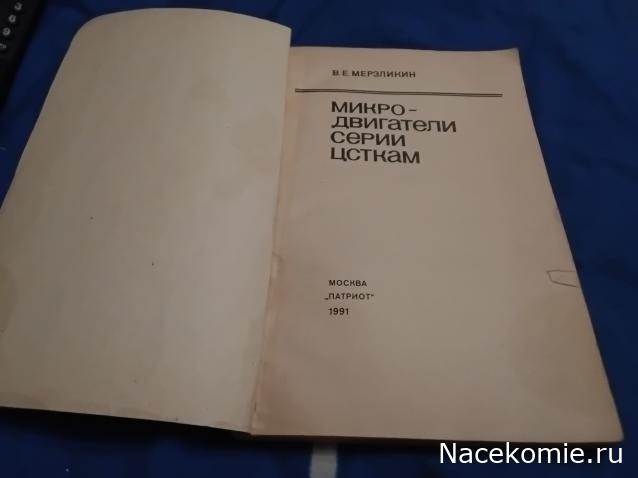 В. Е. МЕРЗЛИКИН
МИКРО-
ДВИГАТЕЛИ
СЕРИИ
ЦСТКАМ
МОСКВА
„ПАТРИОТ"
1991
Nacekomie.ru